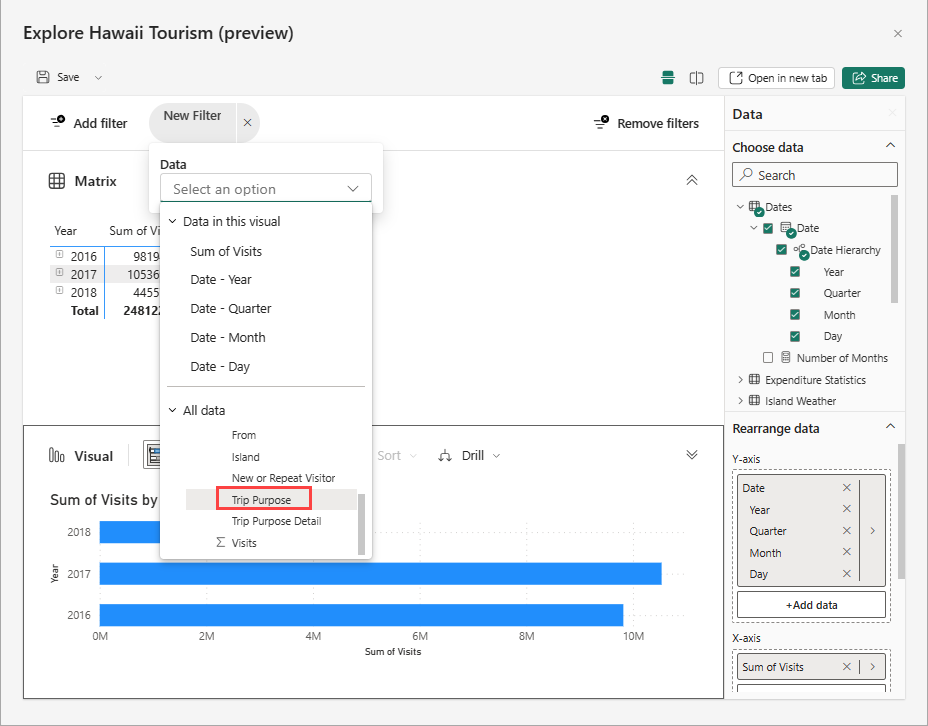 Explore Hawaii Tourism (preview)
Save
Open in new tab
Share
Add filter
New Filter
Remove filters
Data
Select an option
Data in this visual
Sum of Visits
Date - Year
Date - Quarter
Date - Month
Date - Day
All data
From
Island
New or Repeat Visitor
Trip Purpose
Trip Purpose Detail
Visits
Matrix
Year Sum of Vi
2016 9819
2017 10536
2018 4455
Total 248122
Visual
Sort
Drill
Sum of Visits by
Year
2018
2017
2016
0M 2M 4M 6M 8M 10M
Sum of Visits
Data
Choose data
Search
Dates
Date
Date Hierarchy
Year
Quarter
Month
Day
Number of Months
Expenditure Statistics
Island Weather
Rearrange data
Y-axis
Date
Year
Quarter
Month
Day
+Add data
X-axis
Sum of Visits